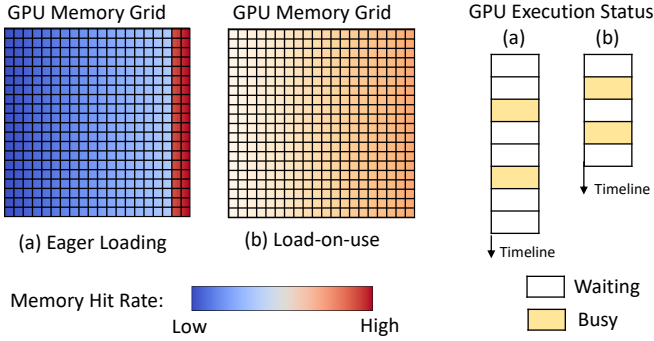 GPU Memory Grid
GPU Memory Grid
GPU Execution Status
(a)
(b)
Timeline
Timeline
(a) Eager Loading
(b) Load-on-use
Memory Hit Rate:
Low
High
Waiting
Busy